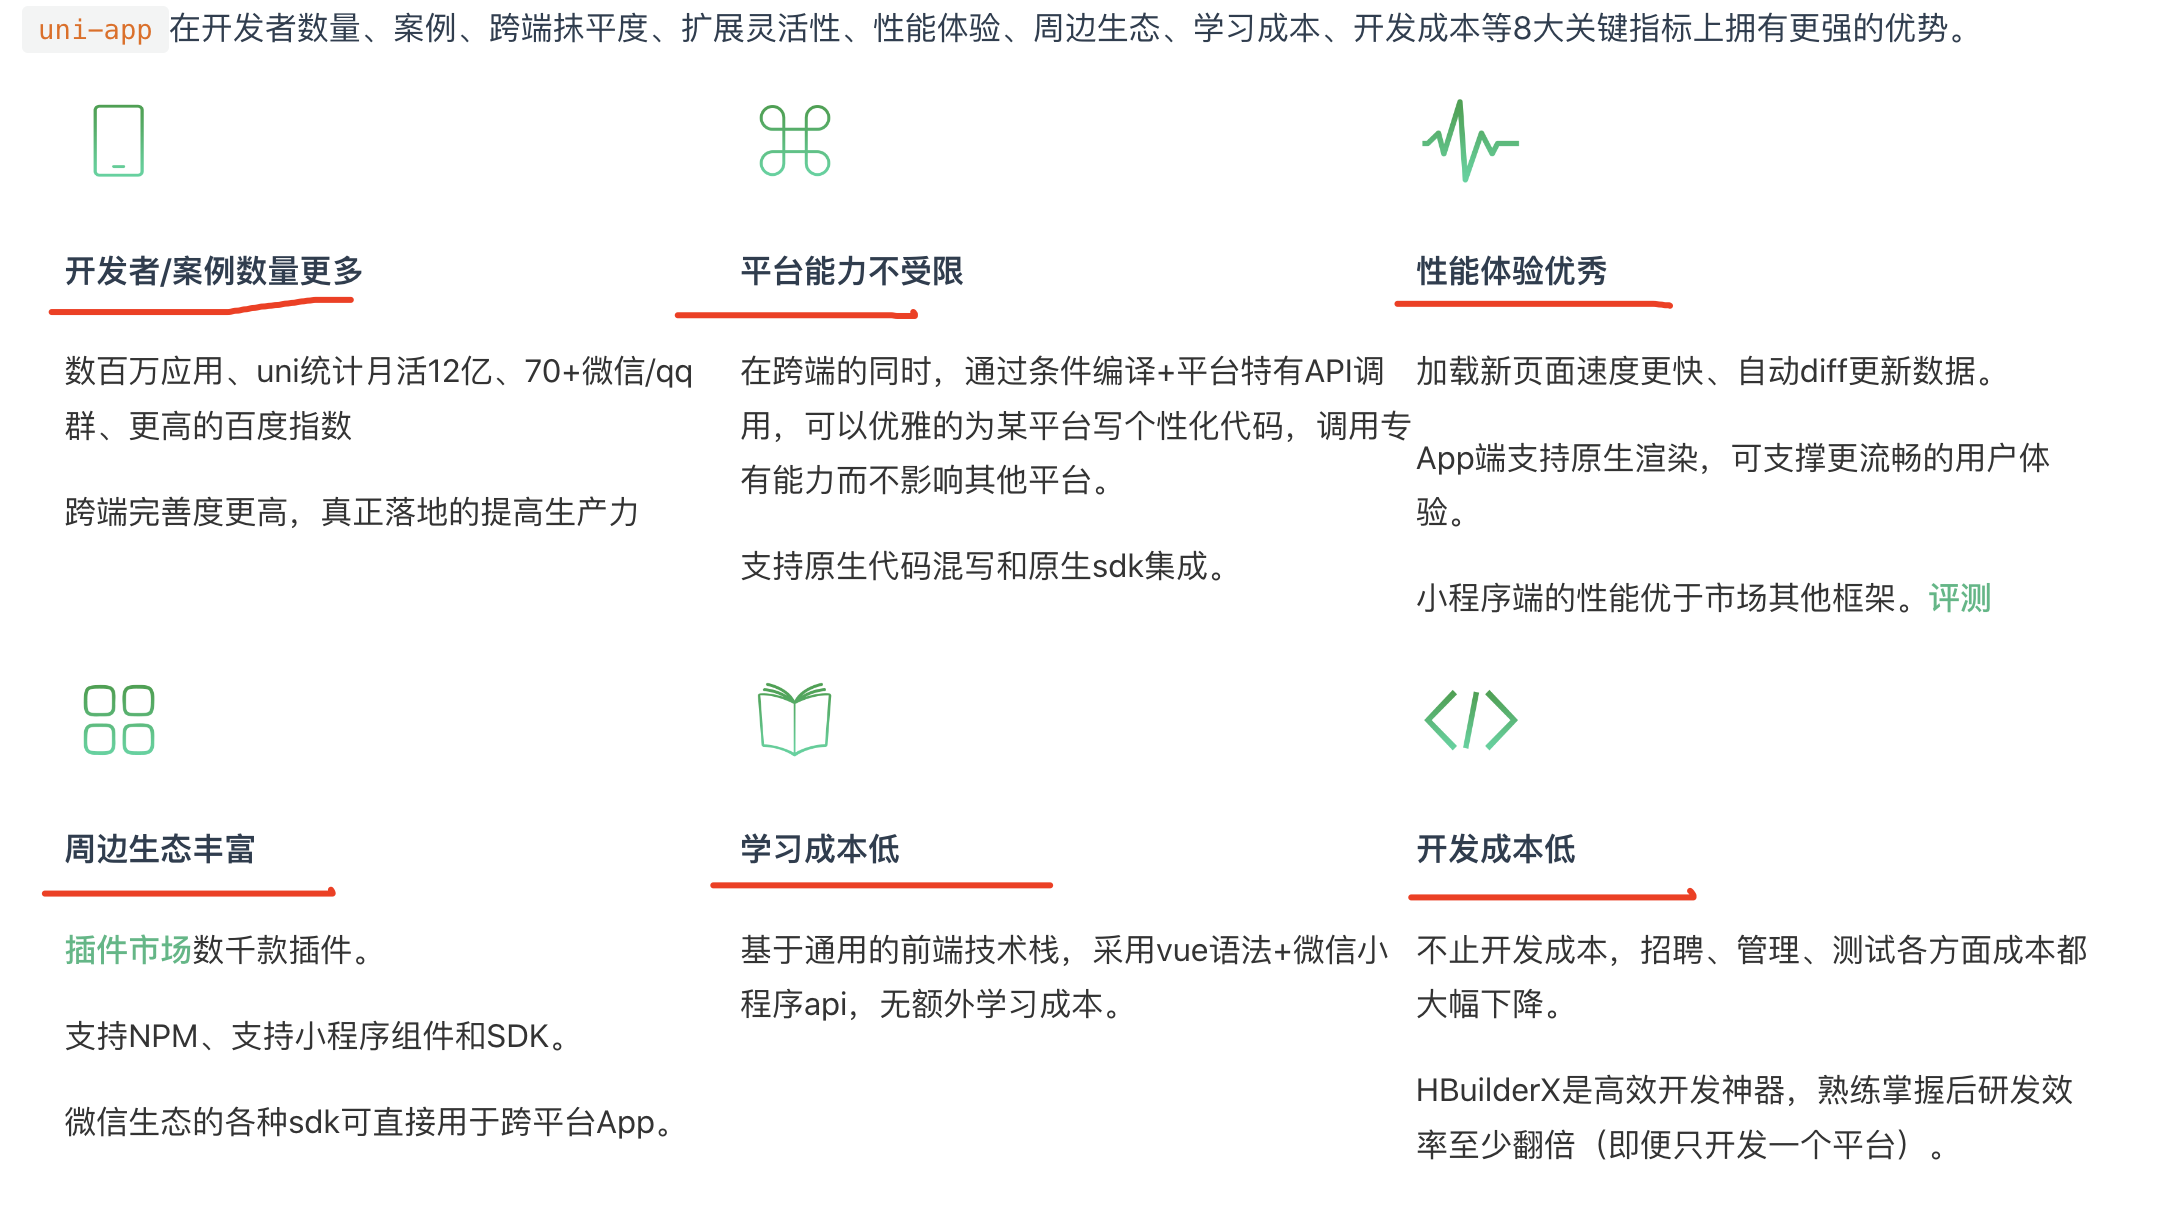 uni-app在开发者数量、案例、跨端抹平度、扩展灵活性、性能体验、周边生态、学习成本、开发成本等8大关键指标上拥有更强的优势。
开发者/案例数量更多
数百万应用、uni统计月活12亿、70+微信/qq
群、更高的百度指数
跨端完善度更高，真正落地的提高生产力
平台能力不受限
在跨端的同时，通过条件编译+平台特有API调
用，可以优雅的为某平台写个性化代码，调用专
有能力而不影响其他平台。
支持原生代码混写和原生sdk集成。
性能体验优秀
加载新页面速度更快、自动diff更新数据。
App端支持原生渲染，可支撑更流畅的用户体
验。
小程序端的性能优于市场其他框架。评测
周边生态丰富
插件市场数千款插件。
支持NPM、支持小程序组件和SDK。
微信生态的各种sdk可直接用于跨平台App。
学习成本低
基于通用的前端技术栈，采用vue语法+微信小
程序api，无额外学习成本。
开发成本低
不止开发成本，招聘、管理、测试各方面成本都
大幅下降。
HBuilderX是高效开发神器，熟练掌握后研发效
率至少翻倍（即便只开发一个平台）。